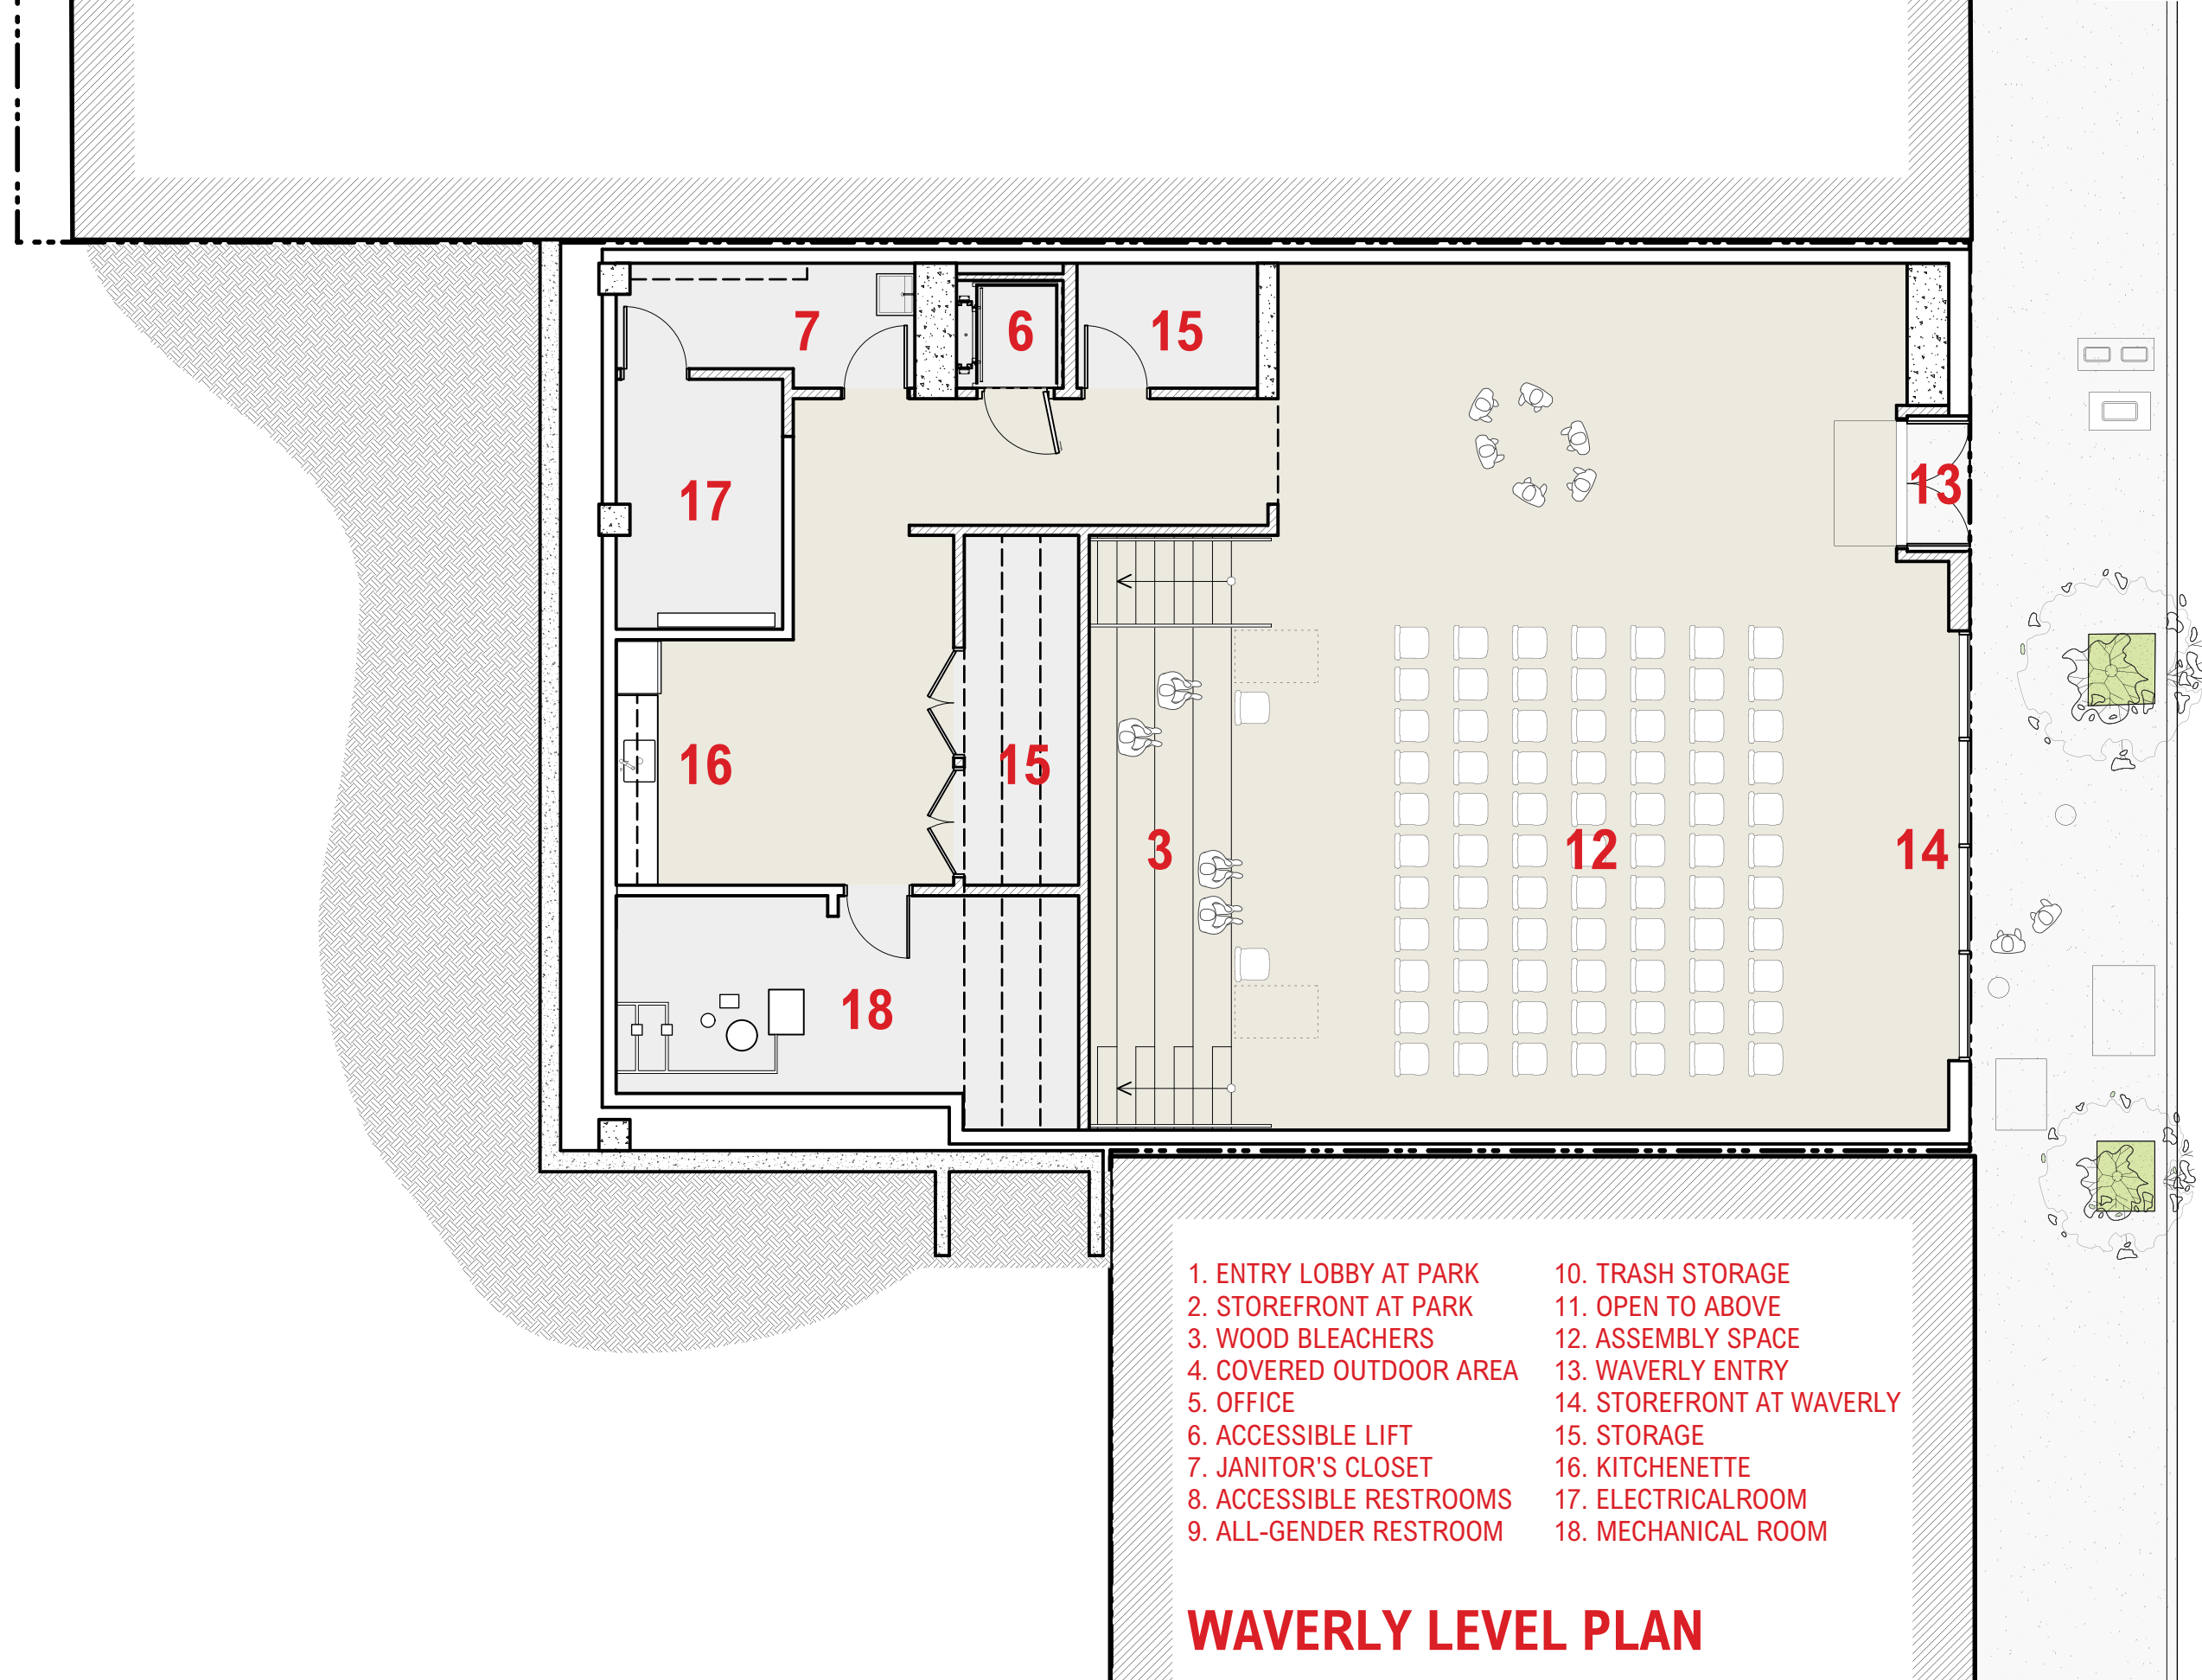 7
6
15
17
13
16
15
3
12
14
18
1. ENTRY LOBBY AT PARK
2. STOREFRONT AT PARK
3. WOOD BLEACHERS
4. COVERED OUTDOOR AREA
5. OFFICE
6. ACCESSIBLE LIFT
7. JANITOR'S CLOSET
8. ACCESSIBLE RESTROOMS
9. ALL-GENDER RESTROOM
10. TRASH STORAGE
11. OPEN TO ABOVE
12. ASSEMBLY SPACE
13. WAVERLY ENTRY
14. STOREFRONT AT WAVERLY
15. STORAGE
16. KITCHENETTE
17. ELECTRICALROOM
18. MECHANICAL ROOM
WAVERLY LEVEL PLAN